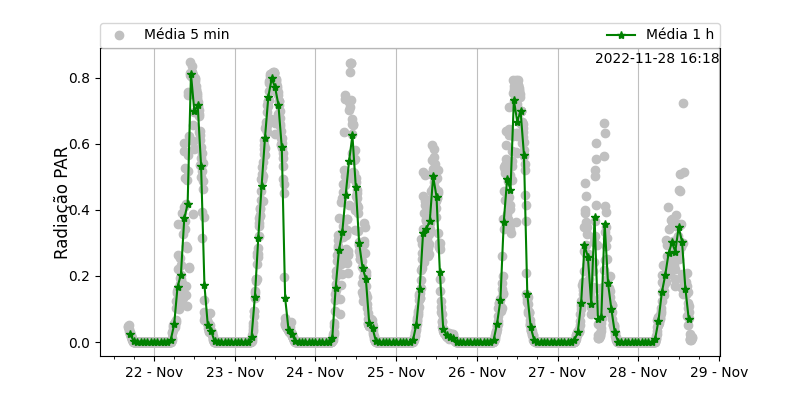 Média 5 min
Média 1 h
2022-11-28 16:18
Radiação PAR
0.8
0.6
0.4
0.2
0.0
22 - Nov
23 - Nov
24 - Nov
25 - Nov
26 - Nov
27 - Nov
28 - Nov
29 - Nov